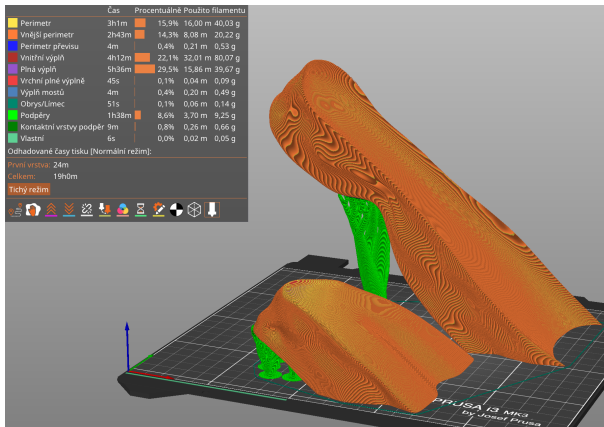 Čas Procentuálně Použito filamentu
Perimetr 3h1m 15,9% 16,00 m 40,03 g
Vnější perimetr 2h43m 14,3% 8,08 m 20,22 g
Perimetr převisu 4m 0,4% 0,21 m 0,53 g
Vnitřní výplň 4h12m 22,1% 32,01 m 80,07 g
Plná výplň 5h36m 29,5% 15,86 m 39,67 g
Vrchní plné výplně 45s 0,1% 0,04 m 0,09 g
Výplň mostů 4m 0,4% 0,20 m 0,49 g
Obrys/Límec 51s 0,1% 0,06 m 0,14 g
Podpěry 1h38m 8,6% 3,70 m 9,25 g
Kontaktní vrstvy podpěr 9m 0,8% 0,26 m 0,66 g
Vlastní 6s 0,0% 0,02 m 0,05 g
Odhadované časy tisku [Normální režim]:
První vrstva: 24m
Celkem: 19h0m
Tichý režim
PRUSA i3 MK3
by Josef Prusa